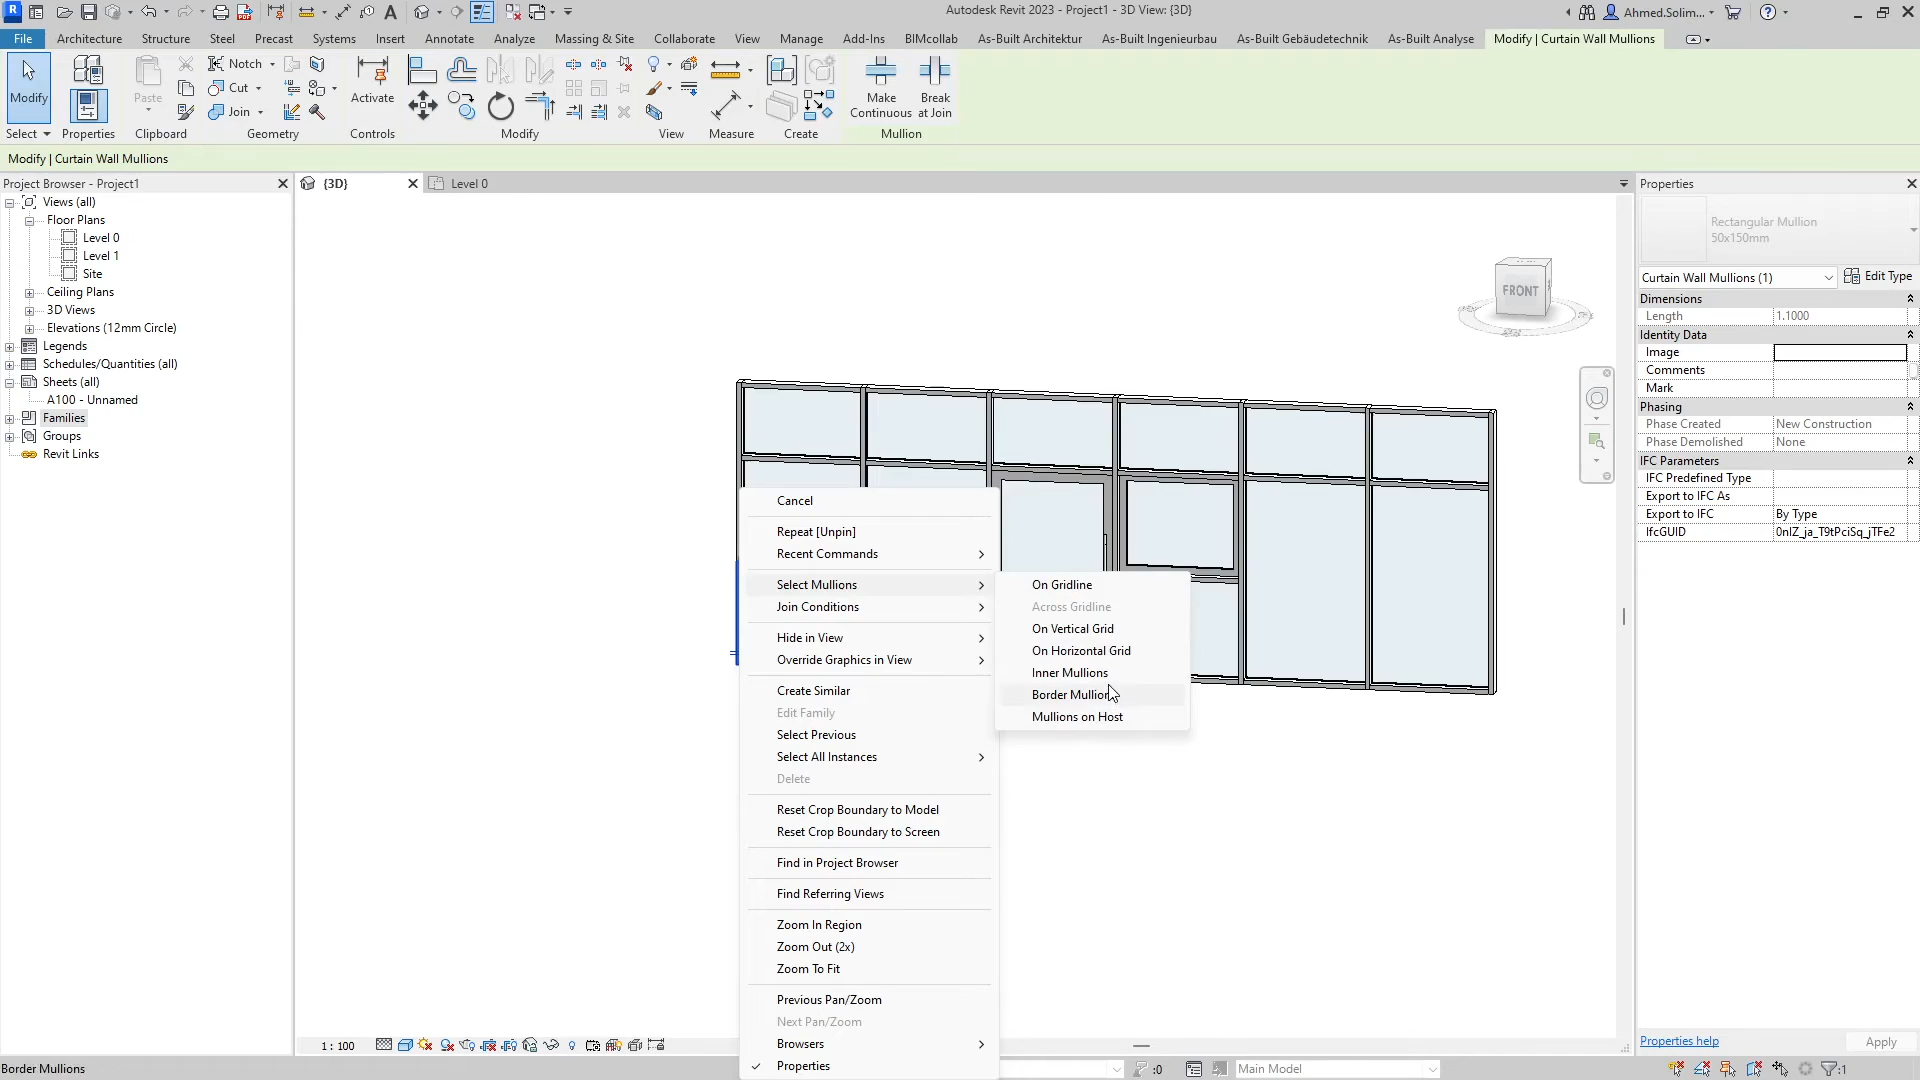 Autodesk Revit 2023 - Project1 - 3D View: {3D}
Ahmed.Solim...
File
Architecture
Structure
Steel
Precast
Systems
Insert
Annotate
Analyze
Massing & Site
Collaborate
View
Manage
Add-Ins
BIMcollab
As-Built Architektur
As-Built Ingenieurbau
As-Built Gebäudetechnik
As-Built Analyse
Modify | Curtain Wall Mullions
Modify
Paste
Notch
Cut
Join
Activate
Make Continuous
Break at Join
Select
Properties
Clipboard
Geometry
Controls
Modify
View
Measure
Create
Mullion
Modify | Curtain Wall Mullions
Project Browser - Project1
Views (all)
Floor Plans
Level 0
Level 1
Site
Ceiling Plans
3D Views
Elevations (12mm Circle)
Legends
Schedules/Quantities (all)
Sheets (all)
A100 - Unnamed
Families
Groups
Revit Links
{3D}
Level 0
FRONT
Cancel
Repeat [Unpin]
Recent Commands
Select Mullions
Join Conditions
Hide in View
Override Graphics in View
Create Similar
Edit Family
Select Previous
Select All Instances
Delete
Reset Crop Boundary to Model
Reset Crop Boundary to Screen
Find in Project Browser
Find Referring Views
Zoom In Region
Zoom Out (2x)
Zoom To Fit
Previous Pan/Zoom
Next Pan/Zoom
Browsers
Properties
On Gridline
Across Gridline
On Vertical Grid
On Horizontal Grid
Inner Mullions
Border Mullion
Mullions on Host
Properties
Rectangular Mullion
50x150mm
Curtain Wall Mullions (1)
Edit Type
Dimensions
Length 1.1000
Identity Data
Image
Comments
Mark
Phasing
Phase Created New Construction
Phase Demolished None
IFC Parameters
IFC Predefined Type
Export to IFC As
Export to IFC By Type
IfcGUID 0nIZ_ja_T9tPciSq_jTFe2
Properties help
Apply
1 : 100
Border Mullions
:0
Main Model
:1